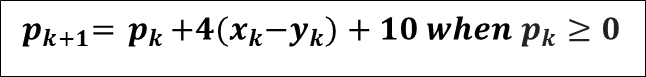 pₖ₊₁= pₖ +4(xₖ−yₖ) + 10 when pₖ ≥ 0